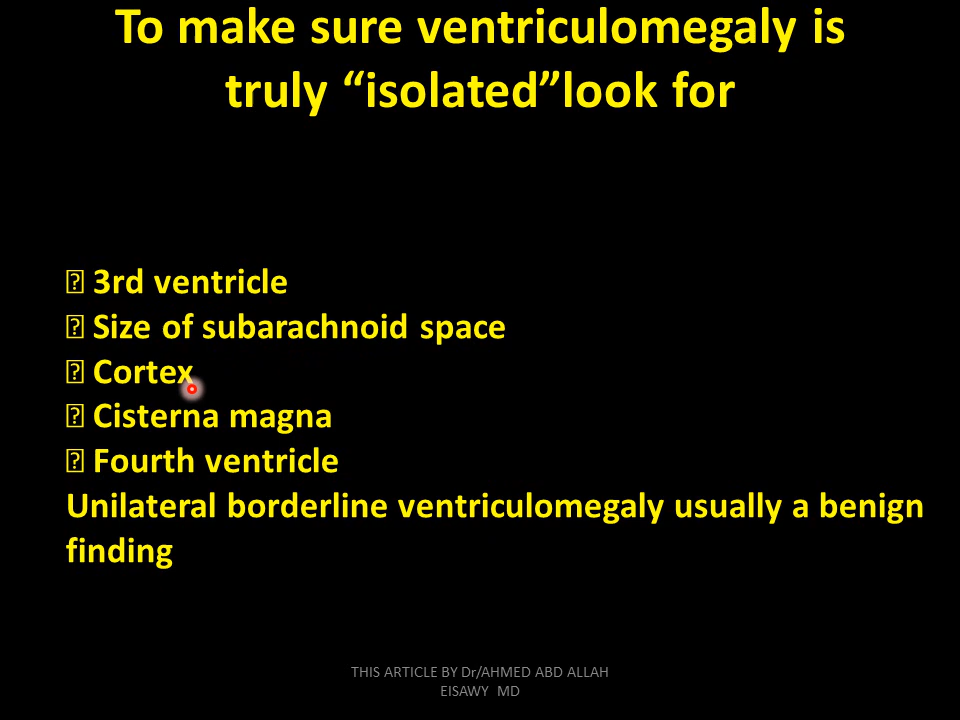 To make sure ventriculomegaly is
truly “isolated”look for
3rd ventricle
Size of subarachnoid space
Cortex
Cisterna magna
Fourth ventricle
Unilateral borderline ventriculomegaly usually a benign
finding
THIS ARTICLE BY Dr/AHMED ABD ALLAH
EISAWY MD